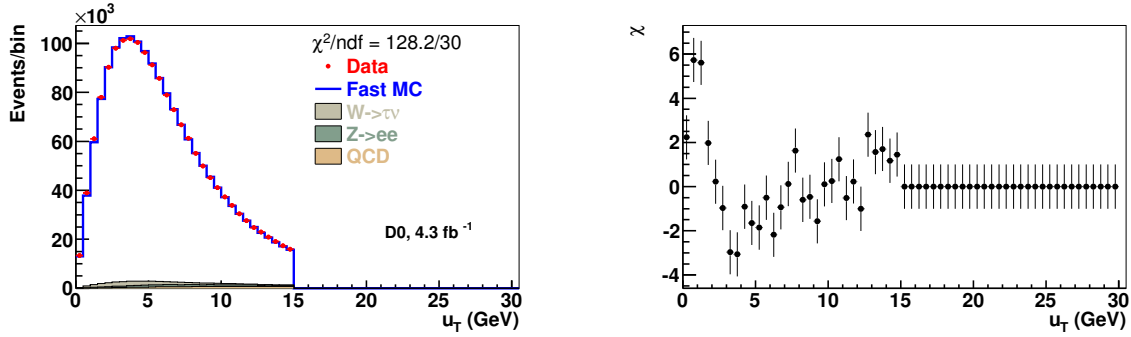 ×10³
Events/bin
100
80
60
40
20
0
0 5 10 15 20 25 30
u_T (GeV)
χ²/ndf = 128.2/30
Data
Fast MC
W->τν
Z->ee
QCD
D0, 4.3 fb ⁻¹
χ
6
4
2
0
-2
-4
0 5 10 15 20 25 30
u_T (GeV)